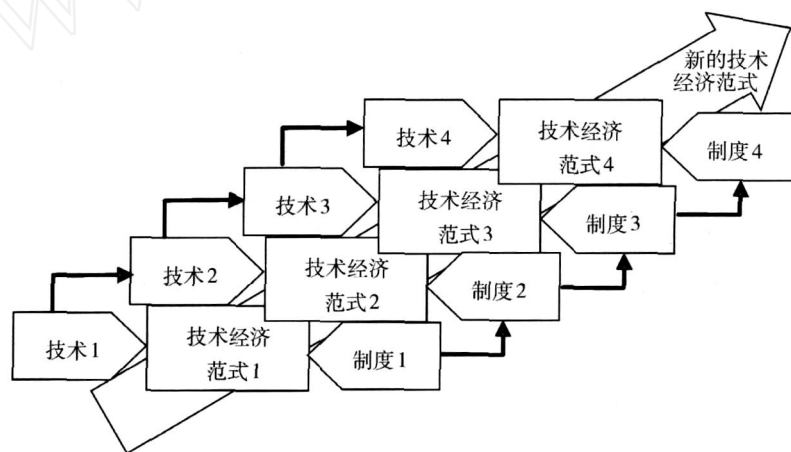 新的技术
经济范式
技术4
技术经济
范式4
制度4
技术3
技术经济
范式3
制度3
技术2
技术经济
范式2
制度2
技术1
技术经济
范式1
制度1